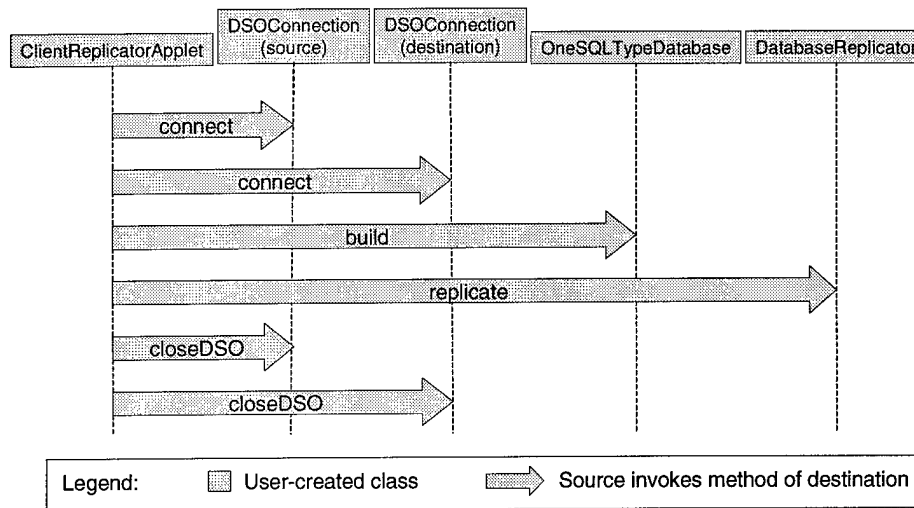 ClientReplicatorApplet
DSOConnection
(source)
DSOConnection
(destination)
OneSQLTypeDatabase
DatabaseReplicator
connect
connect
build
replicate
closeDSO
closeDSO
Legend:
User-created class
Source invokes method of destination